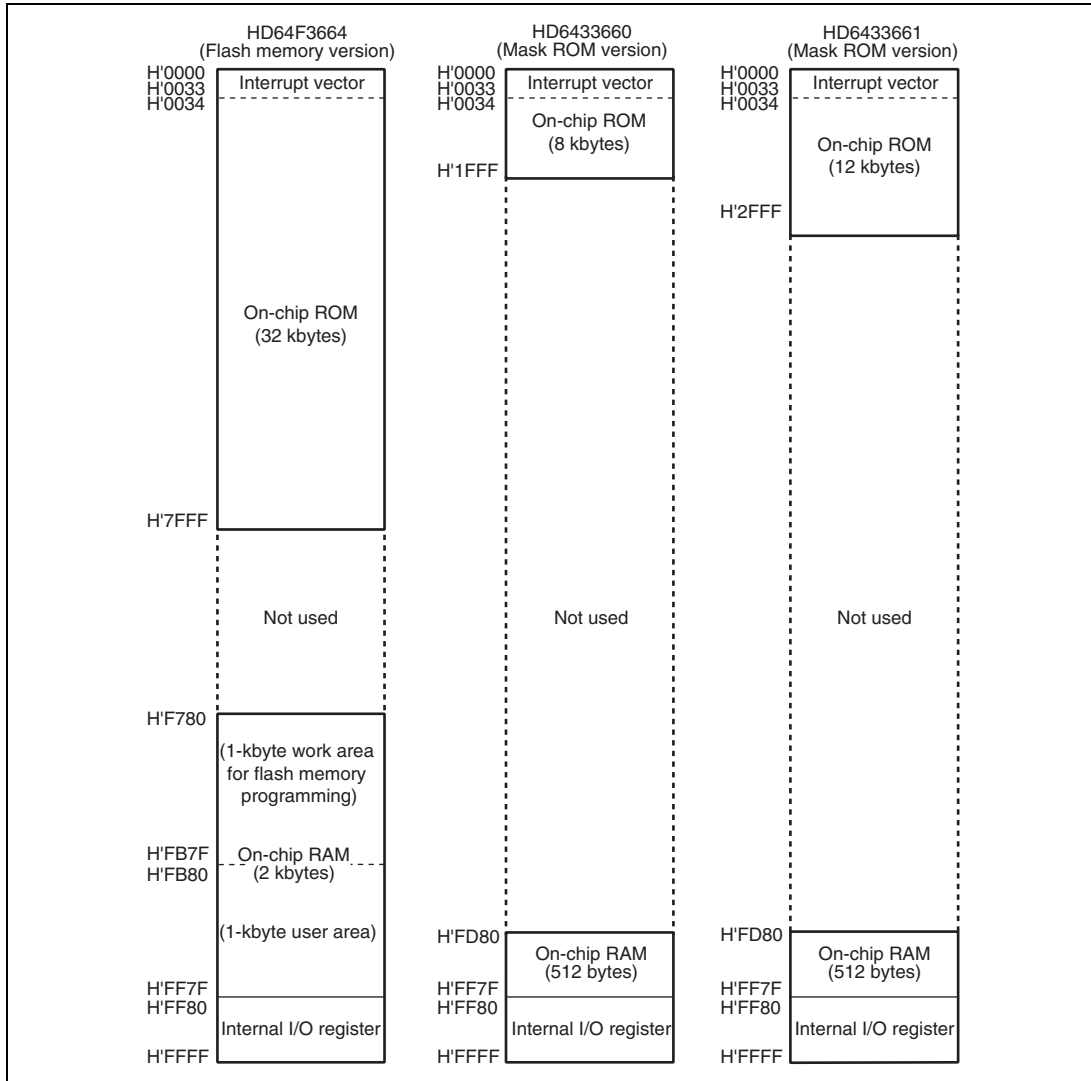 HD64F3664
(Flash memory version)
H'0000
H'0033
H'0034
Interrupt vector
On-chip ROM
(32 kbytes)
H'7FFF
Not used
H'F780
(1-kbyte work area
for flash memory
programming)
H'FB7F
H'FB80
On-chip RAM
(2 kbytes)
(1-kbyte user area)
H'FF7F
H'FF80
Internal I/O register
H'FFFF
HD6433660
(Mask ROM version)
H'0000
H'0033
H'0034
Interrupt vector
On-chip ROM
(8 kbytes)
H'1FFF
Not used
H'FD80
On-chip RAM
(512 bytes)
H'FF7F
H'FF80
Internal I/O register
H'FFFF
HD6433661
(Mask ROM version)
H'0000
H'0033
H'0034
Interrupt vector
On-chip ROM
(12 kbytes)
H'2FFF
Not used
H'FD80
On-chip RAM
(512 bytes)
H'FF7F
H'FF80
Internal I/O register
H'FFFF